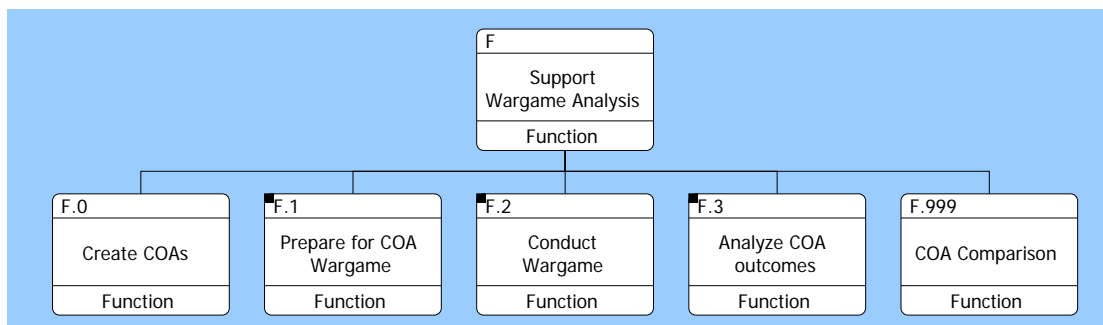 F
Support
Wargame Analysis
Function
F.0
Create COAs
Function
F.1
Prepare for COA
Wargame
Function
F.2
Conduct
Wargame
Function
F.3
Analyze COA
outcomes
Function
F.999
COA Comparison
Function